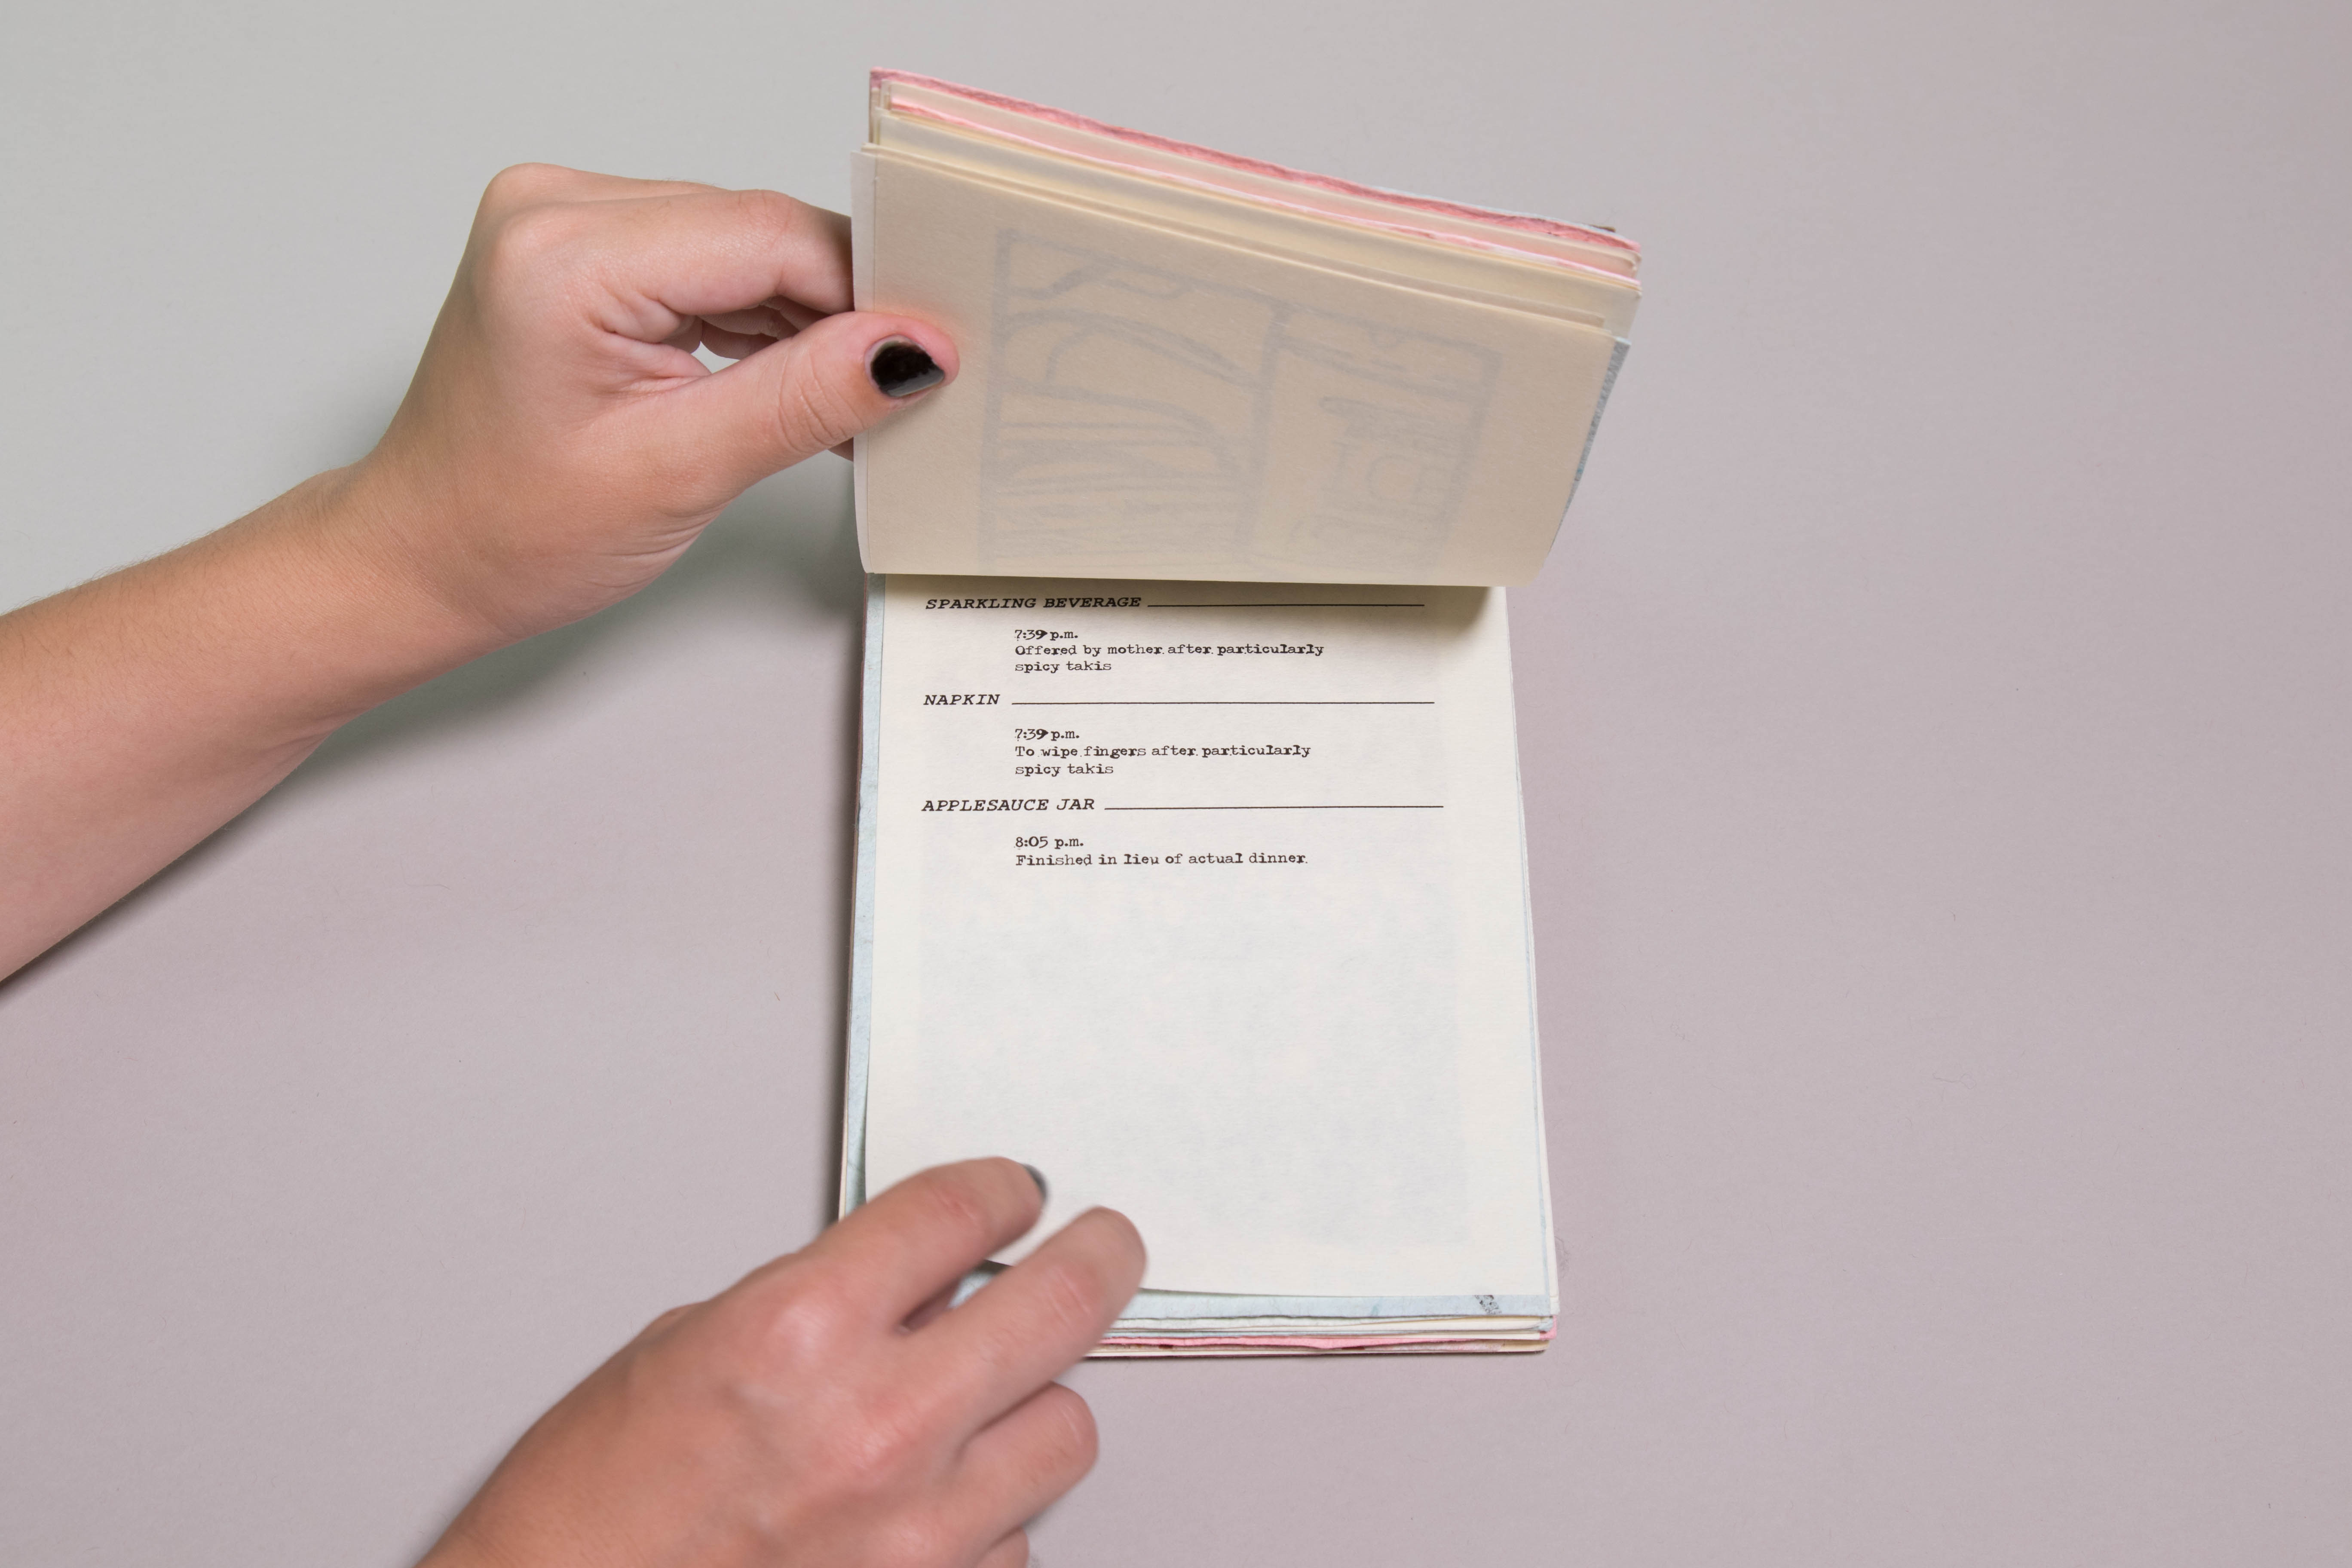 SPARKLING BEVERAGE
7:39 p.m.
Offered by mother after particularly
spicy takis
NAPKIN
7:39 p.m.
To wipe fingers after particularly
spicy takis
APPLESAUCE JAR
8:05 p.m.
Finished in lieu of actual dinner.